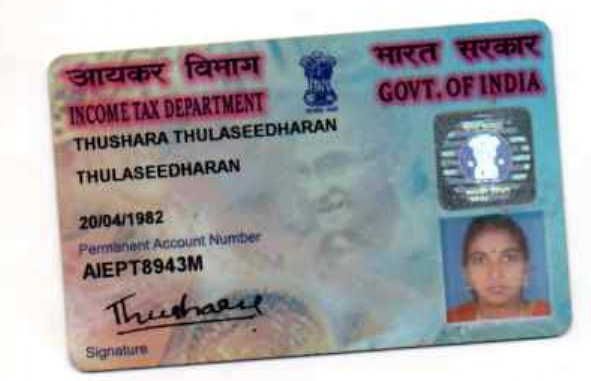 आयकर विभाग
INCOME TAX DEPARTMENT
भारत सरकार
GOVT. OF INDIA
THUSHARA THULASEEDHARAN
THULASEEDHARAN
20/04/1982
Permanent Account Number
AIEPT8943M
Thushara
Signature